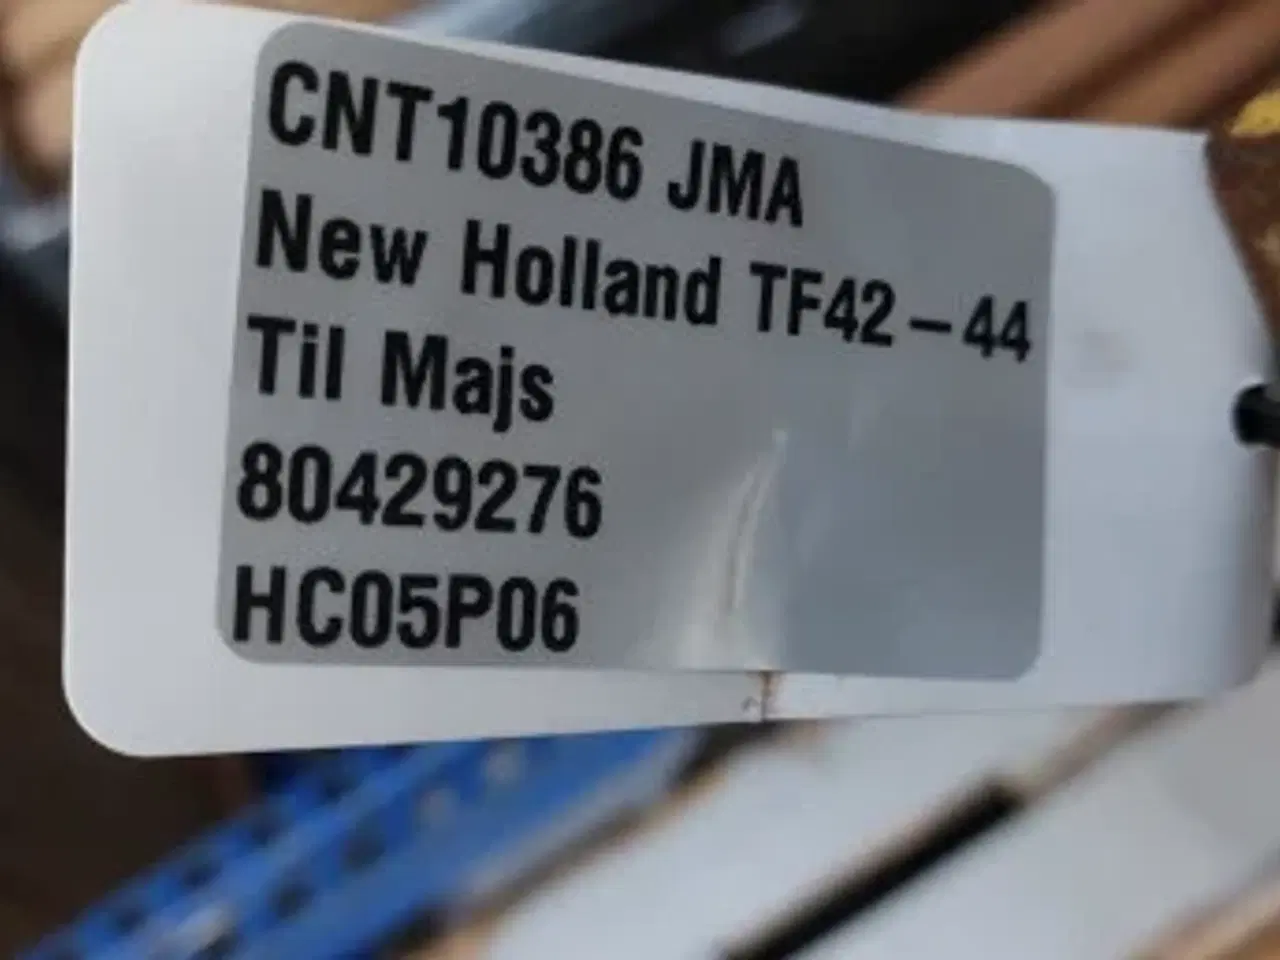 CNT10386 JMA
New Holland TF42-44
Til Majs
80429276
HC05P06